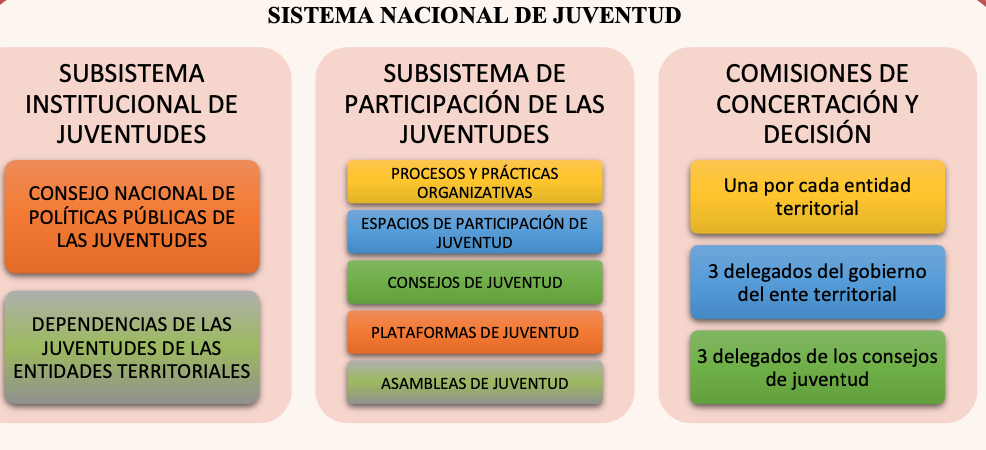 SISTEMA NACIONAL DE JUVENTUD
SUBSISTEMA
INSTITUCIONAL DE
JUVENTUDES
CONSEJO NACIONAL DE
POLÍTICAS PÚBLICAS DE
LAS JUVENTUDES
DEPENDENCIAS DE LAS
JUVENTUDES DE LAS
ENTIDADES TERRITORIALES
SUBSISTEMA DE
PARTICIPACIÓN DE LAS
JUVENTUDES
PROCESOS Y PRÁCTICAS
ORGANIZATIVAS
ESPACIOS DE PARTICIPACIÓN DE
JUVENTUD
CONSEJOS DE JUVENTUD
PLATAFORMAS DE JUVENTUD
ASAMBLEAS DE JUVENTUD
COMISIONES DE
CONCERTACIÓN Y
DECISIÓN
Una por cada entidad
territorial
3 delegados del gobierno
del ente territorial
3 delegados de los consejos
de juventud